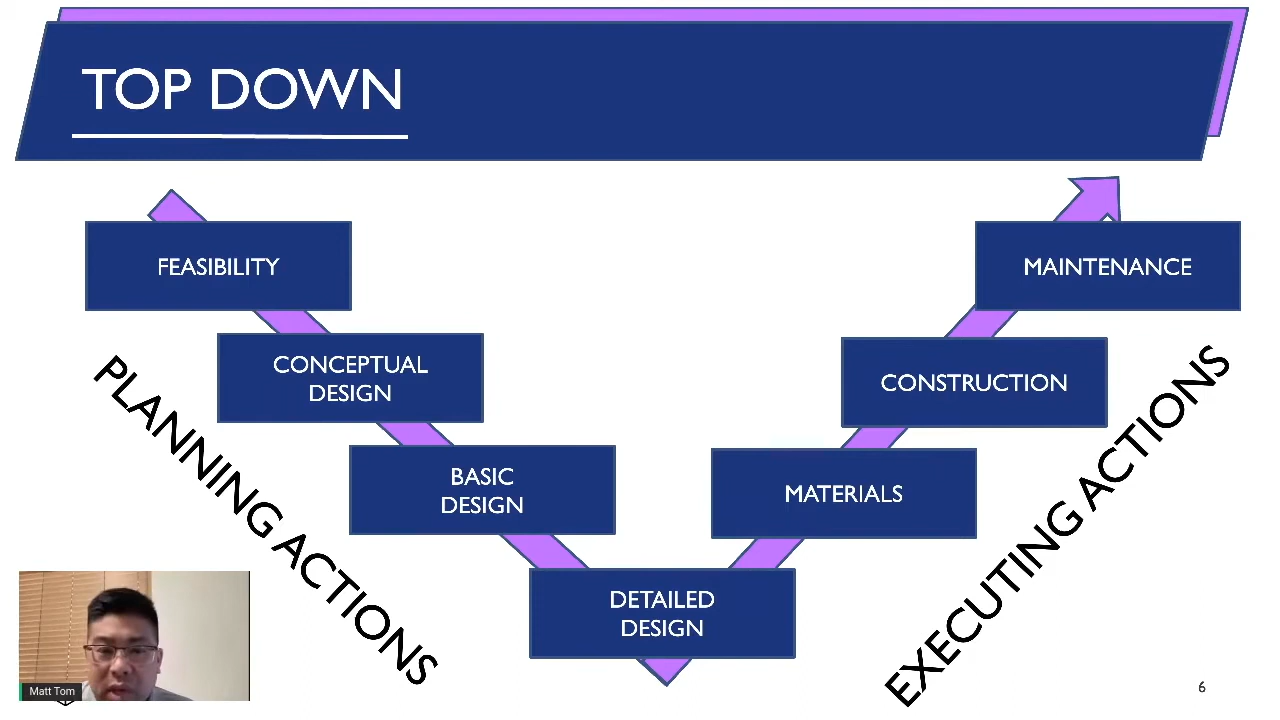 TOP DOWN
FEASIBILITY
CONCEPTUAL
DESIGN
BASIC
DESIGN
DETAILED
DESIGN
MATERIALS
CONSTRUCTION
MAINTENANCE
PLANNING ACTIONS
EXECUTING ACTIONS
Matt Tom
6